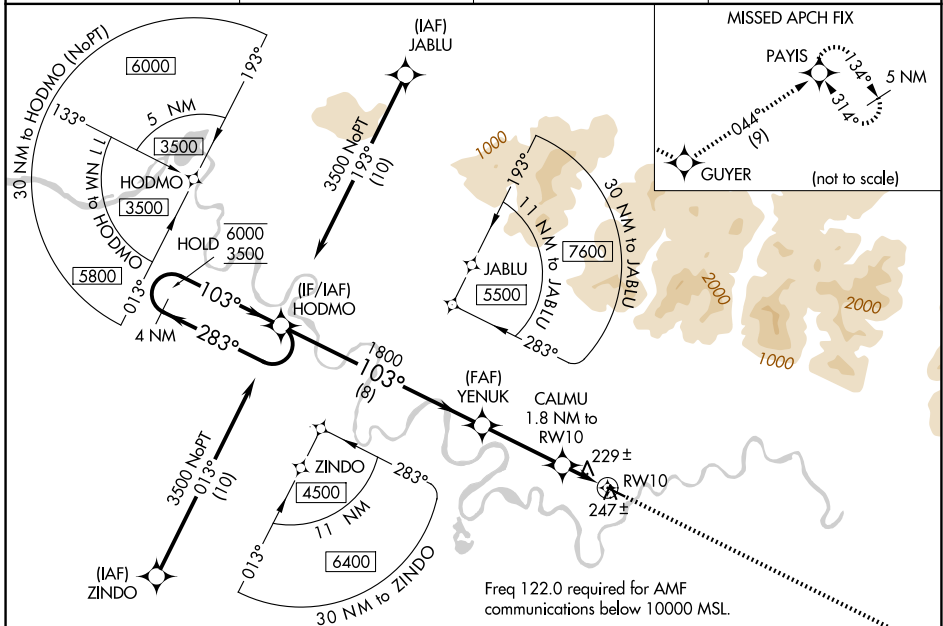 MISSED APCH FIX
PAYIS
134°
314°
5 NM
044°
(9)
GUYER
(not to scale)
30 NM to HODMO (NoPT)
6000
193°
5 NM
133°
3500
11 NM to HODMO
HODMO
3500
5800
013°
(IAF)
JABLU
3500 NoPT
193°
(10)
1000
193°
30 NM to JABLU
11 NM to JABLU
7600
JABLU
5500
283°
2000
2000
1000
HOLD
6000
3500
103°
283°
4 NM
(IF/IAF)
HODMO
1800
103°
(8)
(FAF)
YENUK
CALMU
1.8 NM to
RW10
229±
RW10
247±
3500 NoPT
013°
(10)
(IAF)
ZINDO
ZINDO
283°
4500
11 NM
013°
6400
30 NM to ZINDO
Freq 122.0 required for AMF
communications below 10000 MSL.